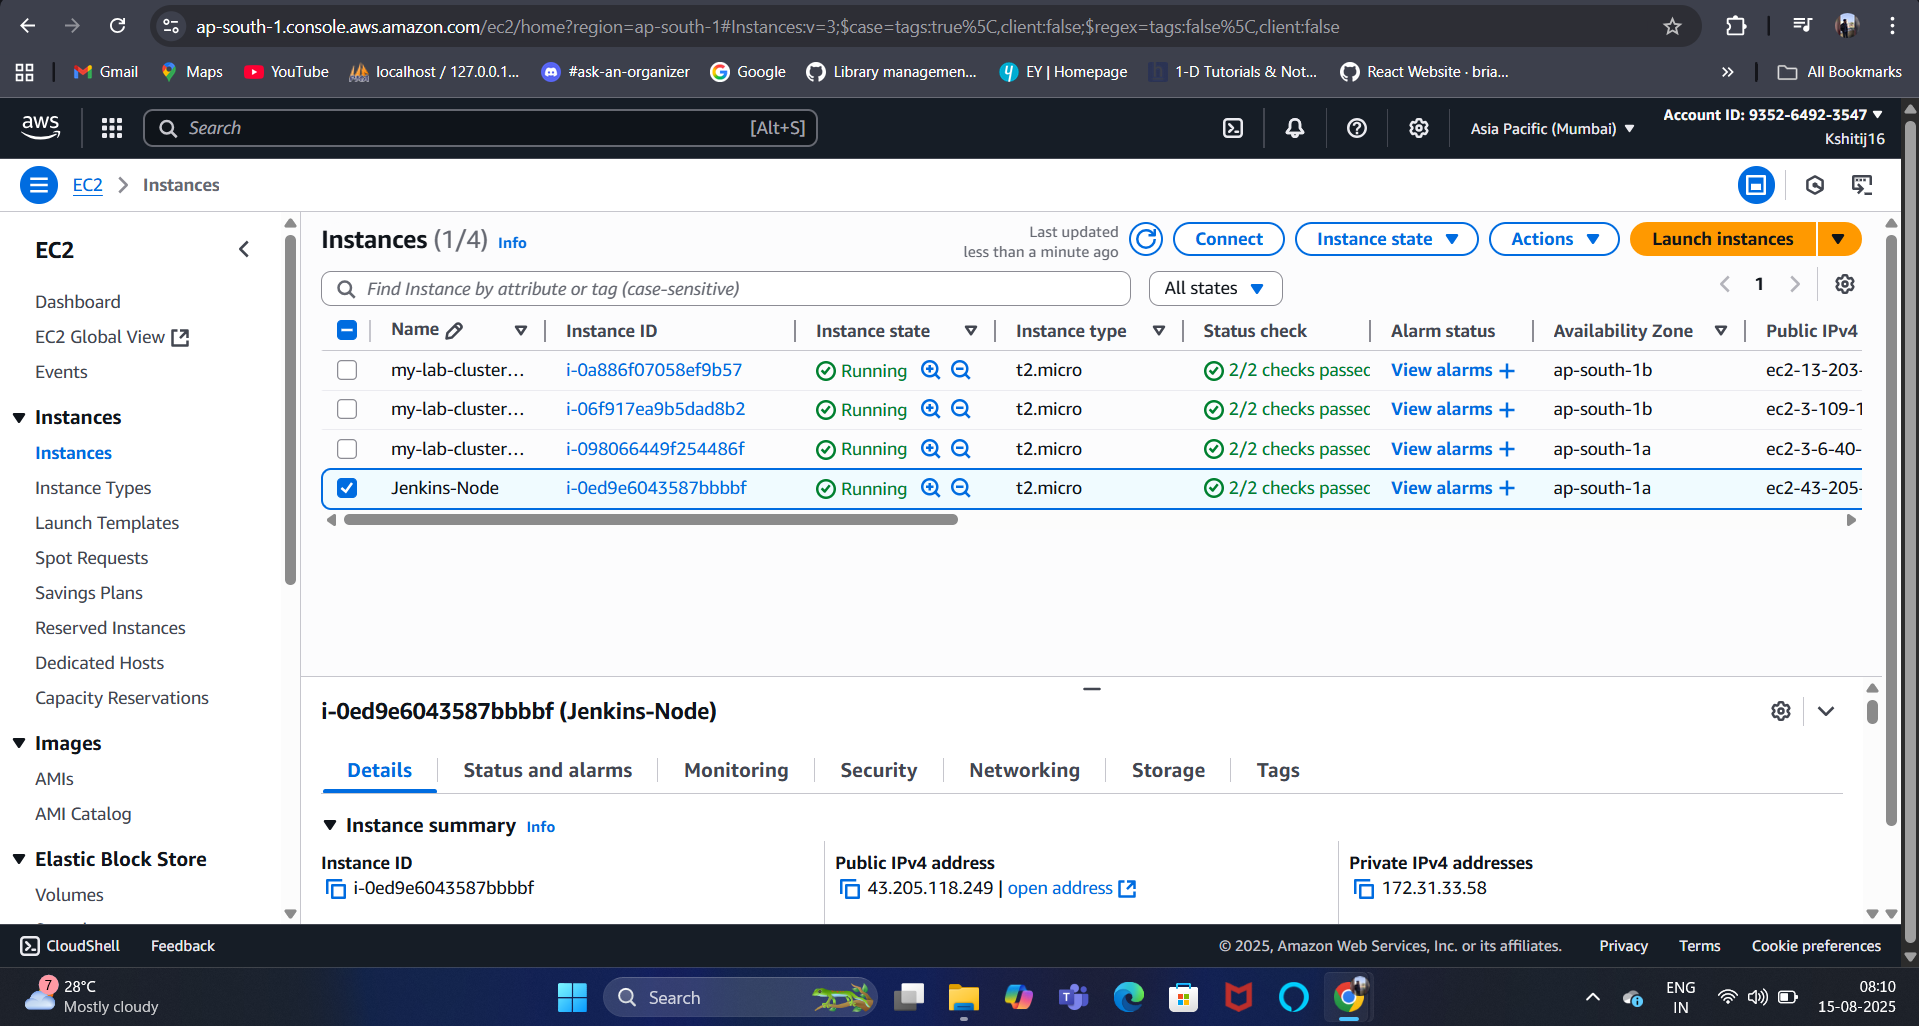 ap-south-1.console.aws.amazon.com/ec2/home?region=ap-south-1#Instances:v=3;$case=tags:true%5C,client:false;$regex=tags:false%5C,client:false
Gmail Maps YouTube localhost / 127.0.0.1... #ask-an-organizer Google Library managemen... EY | Homepage 1-D Tutorials & Not... React Website · bria... » All Bookmarks
aws Search [Alt+S] Asia Pacific (Mumbai) Account ID: 9352-6492-3547
Kshitij16
EC2 Instances
EC2
Dashboard
EC2 Global View
Events
Instances
Instances
Instance Types
Launch Templates
Spot Requests
Savings Plans
Reserved Instances
Dedicated Hosts
Capacity Reservations
Images
AMIs
AMI Catalog
Elastic Block Store
Volumes
Instances (1/4) Info
Last updated
less than a minute ago
Connect Instance state Actions Launch instances
Find Instance by attribute or tag (case-sensitive) All states 1
Name Instance ID Instance state Instance type Status check Alarm status Availability Zone Public IPv4
my-lab-cluster... i-0a886f07058ef9b57 Running t2.micro 2/2 checks passed View alarms + ap-south-1b ec2-13-203-
my-lab-cluster... i-06f917ea9b5dad8b2 Running t2.micro 2/2 checks passed View alarms + ap-south-1b ec2-3-109-1
my-lab-cluster... i-098066449f254486f Running t2.micro 2/2 checks passed View alarms + ap-south-1a ec2-3-6-40-
Jenkins-Node i-0ed9e6043587bbbbf Running t2.micro 2/2 checks passed View alarms + ap-south-1a ec2-43-205-
i-0ed9e6043587bbbbf (Jenkins-Node)
Details Status and alarms Monitoring Security Networking Storage Tags
Instance summary Info
Instance ID
i-0ed9e6043587bbbbf
Public IPv4 address
43.205.118.249 | open address
Private IPv4 addresses
172.31.33.58
CloudShell Feedback © 2025, Amazon Web Services, Inc. or its affiliates. Privacy Terms Cookie preferences
7
28°C
Mostly cloudy
Search
ENG
IN
08:10
15-08-2025